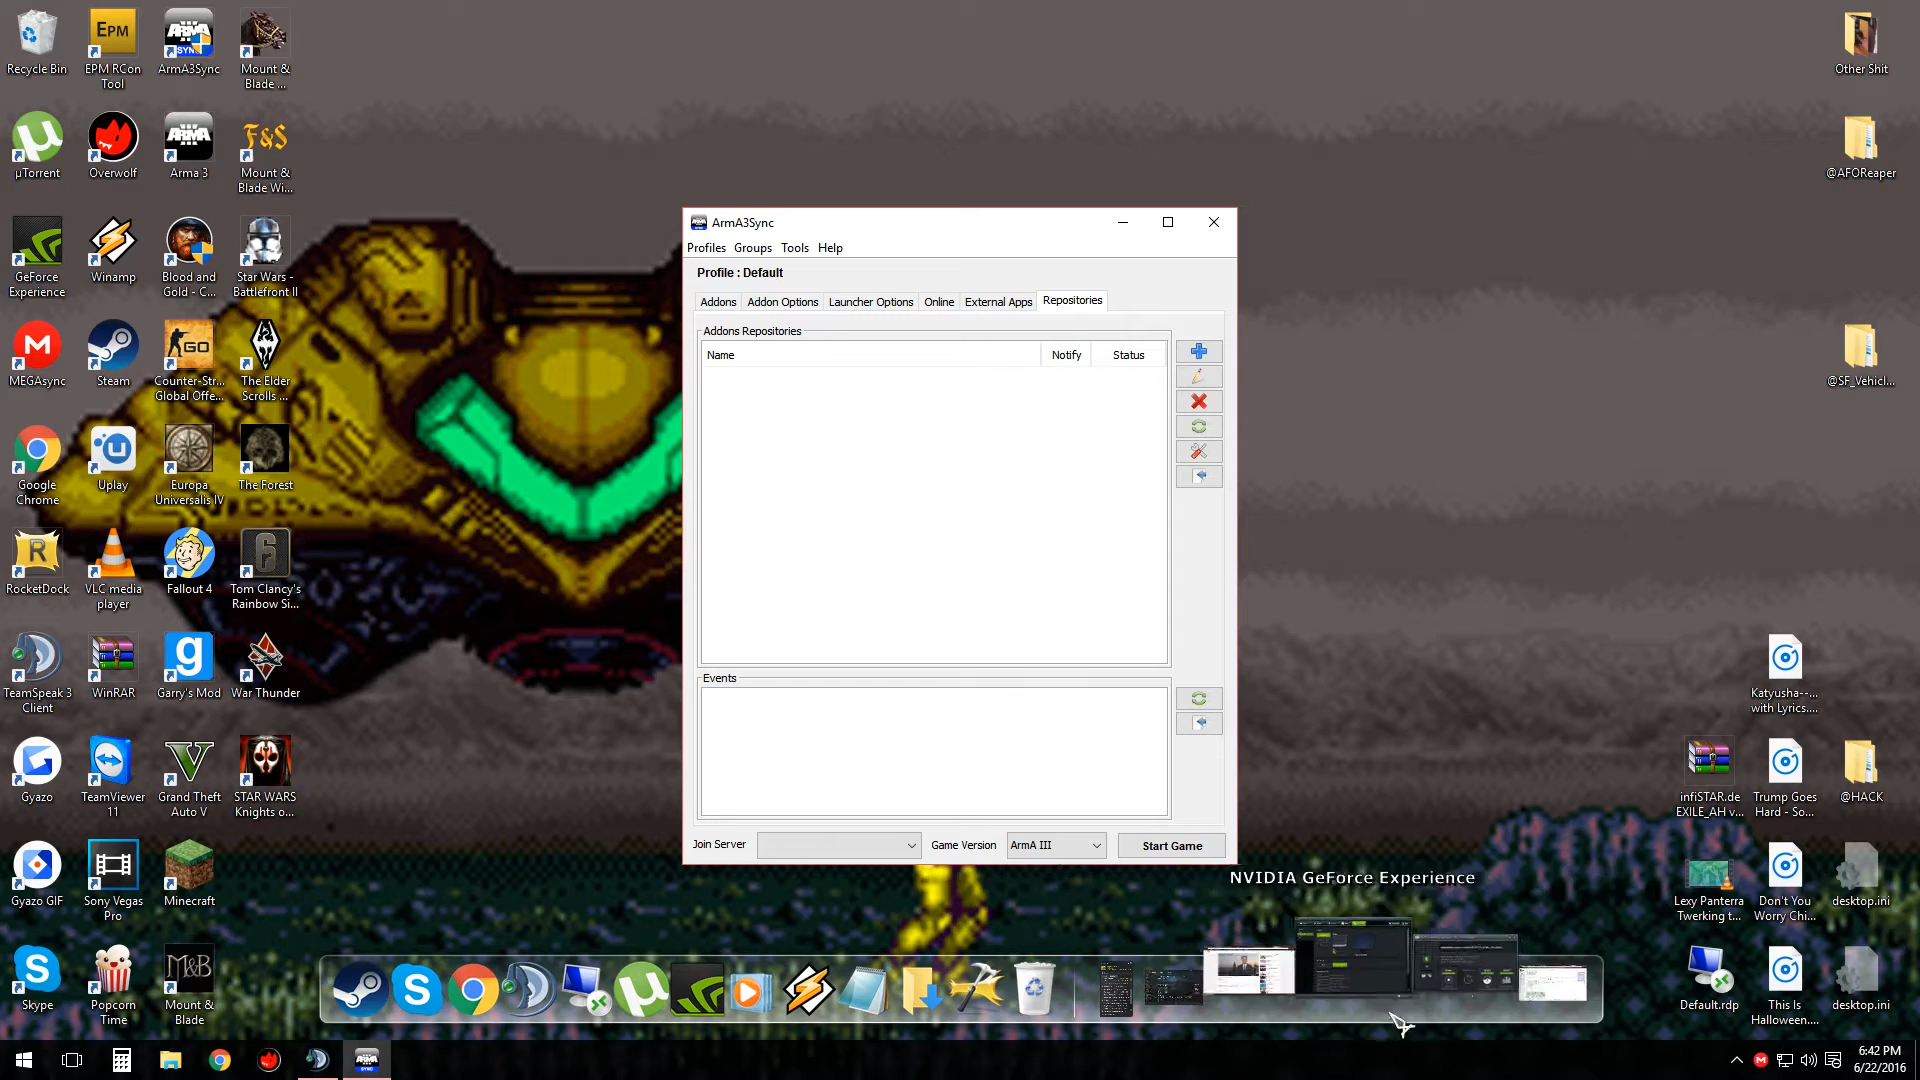 Recycle Bin
EPM
EPM RCon
Tool
ARMA
SYNC
ArmA3Sync
Mount &
Blade ...
Other Shit
µTorrent
Overwolf
ARMA
Arma 3
F&S
Mount &
Blade Wi...
@AFOReaper
GeForce
Experience
Winamp
Blood and
Gold - C...
Star Wars -
Battlefront II
MEGAsync
Steam
GO
Counter-Str...
Global Offe...
The Elder
Scrolls ...
@SF_Vehicl...
Google
Chrome
Uplay
Europa
Universalis IV
The Forest
RocketDock
VLC media
player
Fallout 4
Tom Clancy's
Rainbow Si...
TeamSpeak 3
Client
WinRAR
Garry's Mod
War Thunder
Katyusha--...
with Lyrics....
Gyazo
TeamViewer
11
Grand Theft
Auto V
STAR WARS
Knights o...
infiSTAR.de
EXILE_AH v...
Trump Goes
Hard - So...
@HACK
Gyazo GIF
Sony Vegas
Pro
Minecraft
Lexy Panterra
Twerking t...
Don't You
Worry Chi...
desktop.ini
Skype
Popcorn
Time
M&B
Mount &
Blade
Default.rdp
This Is
Halloween....
desktop.ini
ArmA3Sync
Profiles Groups Tools Help
Profile : Default
Addons Addon Options Launcher Options Online External Apps Repositories
Addons Repositories
Name Notify Status
Events
Join Server Game Version ArmA III Start Game
NVIDIA GeForce Experience
6:42 PM
6/22/2016